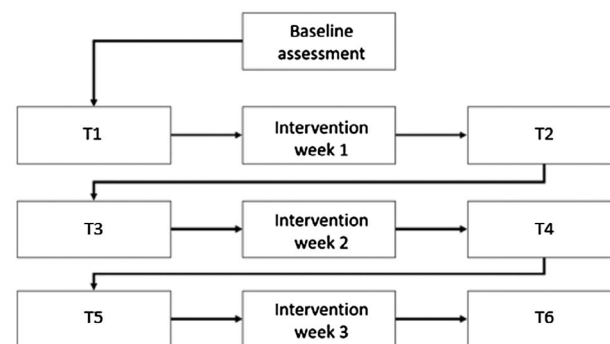 Baseline
assessment
T1
Intervention
week 1
T2
T3
Intervention
week 2
T4
T5
Intervention
week 3
T6